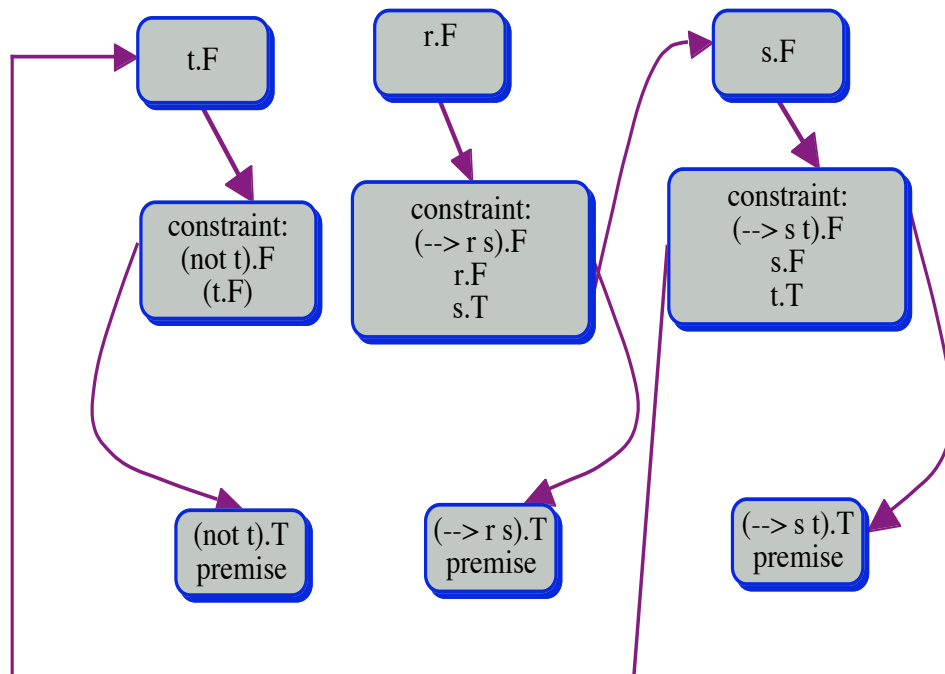 t.F
r.F
s.F
constraint:
(not t).F
(t.F)
constraint:
(--> r s).F
r.F
s.T
constraint:
(--> s t).F
s.F
t.T
(not t).T
premise
(--> r s).T
premise
(--> s t).T
premise